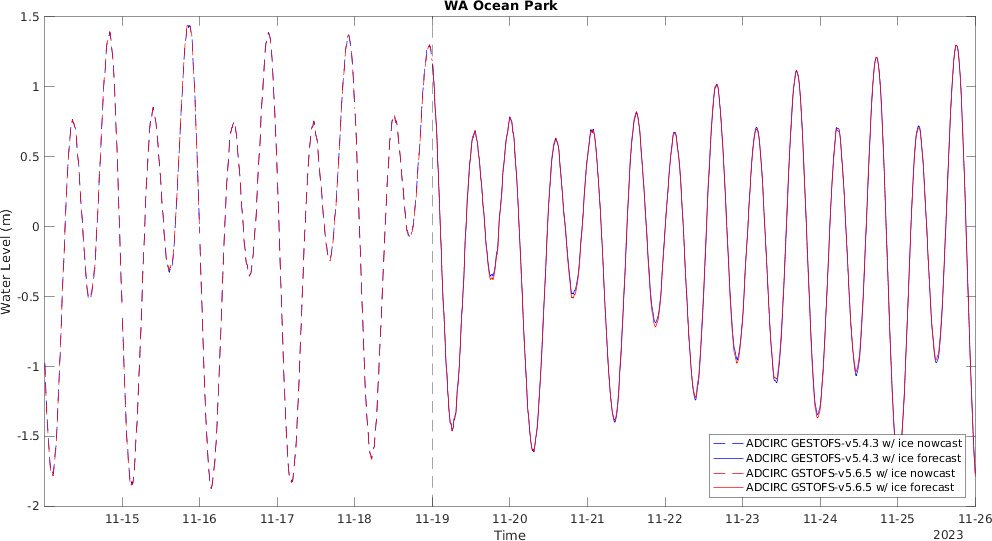 WA Ocean Park
1.5
1
0.5
0
-0.5
-1
-1.5
-2
Water Level (m)
ADCIRC GESTOFS-v5.4.3 w/ ice nowcast
ADCIRC GESTOFS-v5.4.3 w/ ice forecast
ADCIRC GSTOFS-v5.6.5 w/ ice nowcast
ADCIRC GSTOFS-v5.6.5 w/ ice forecast
11-15 11-16 11-17 11-18 11-19 11-20 11-21 11-22 11-23 11-24 11-25 11-26
Time
2023